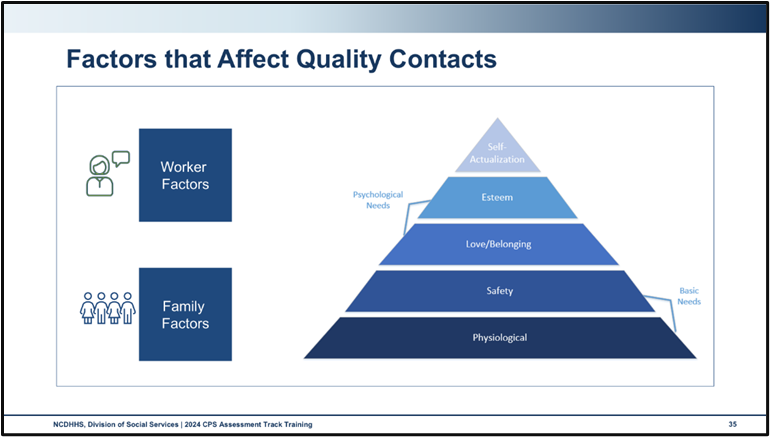 Factors that Affect Quality Contacts
Worker
Factors
Family
Factors
Self-
Actualization
Psychological
Needs
Esteem
Love/Belonging
Safety
Basic
Needs
Physiological
NCDHHS, Division of Social Services | 2024 CPS Assessment Track Training
35